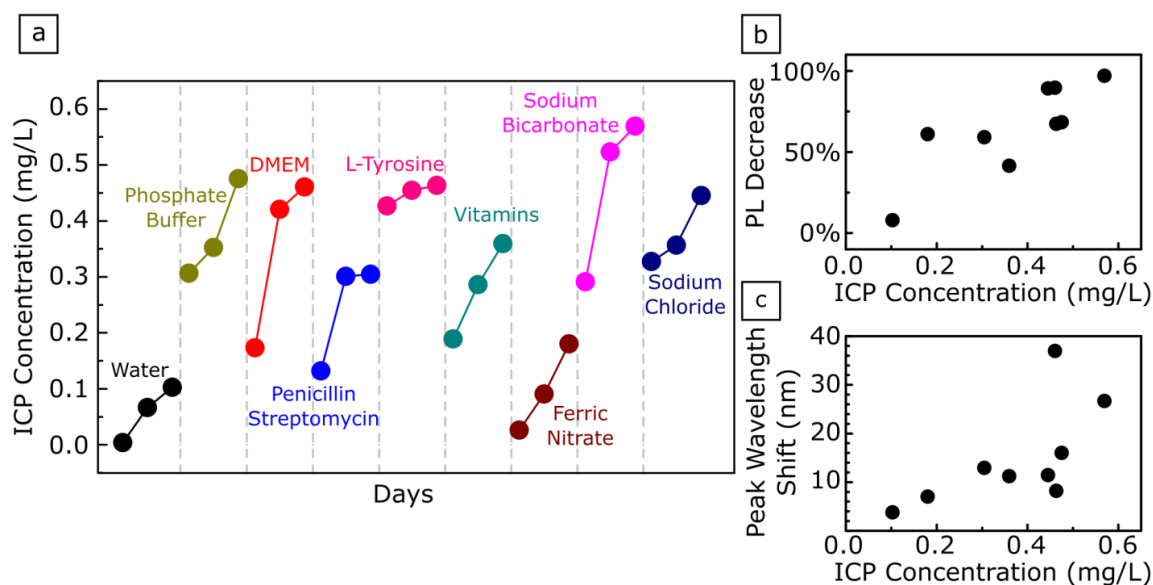 a
ICP Concentration (mg/L)
0.6
0.5
0.4
0.3
0.2
0.1
0.0
Water
Phosphate
Buffer
DMEM
Penicillin
Streptomycin
L-Tyrosine
Vitamins
Ferric
Nitrate
Sodium
Bicarbonate
Sodium
Chloride
Days
b
PL Decrease
100%
50%
0%
0.0 0.2 0.4 0.6
ICP Concentration (mg/L)
c
Peak Wavelength
Shift (nm)
40
30
20
10
0.0 0.2 0.4 0.6
ICP Concentration (mg/L)